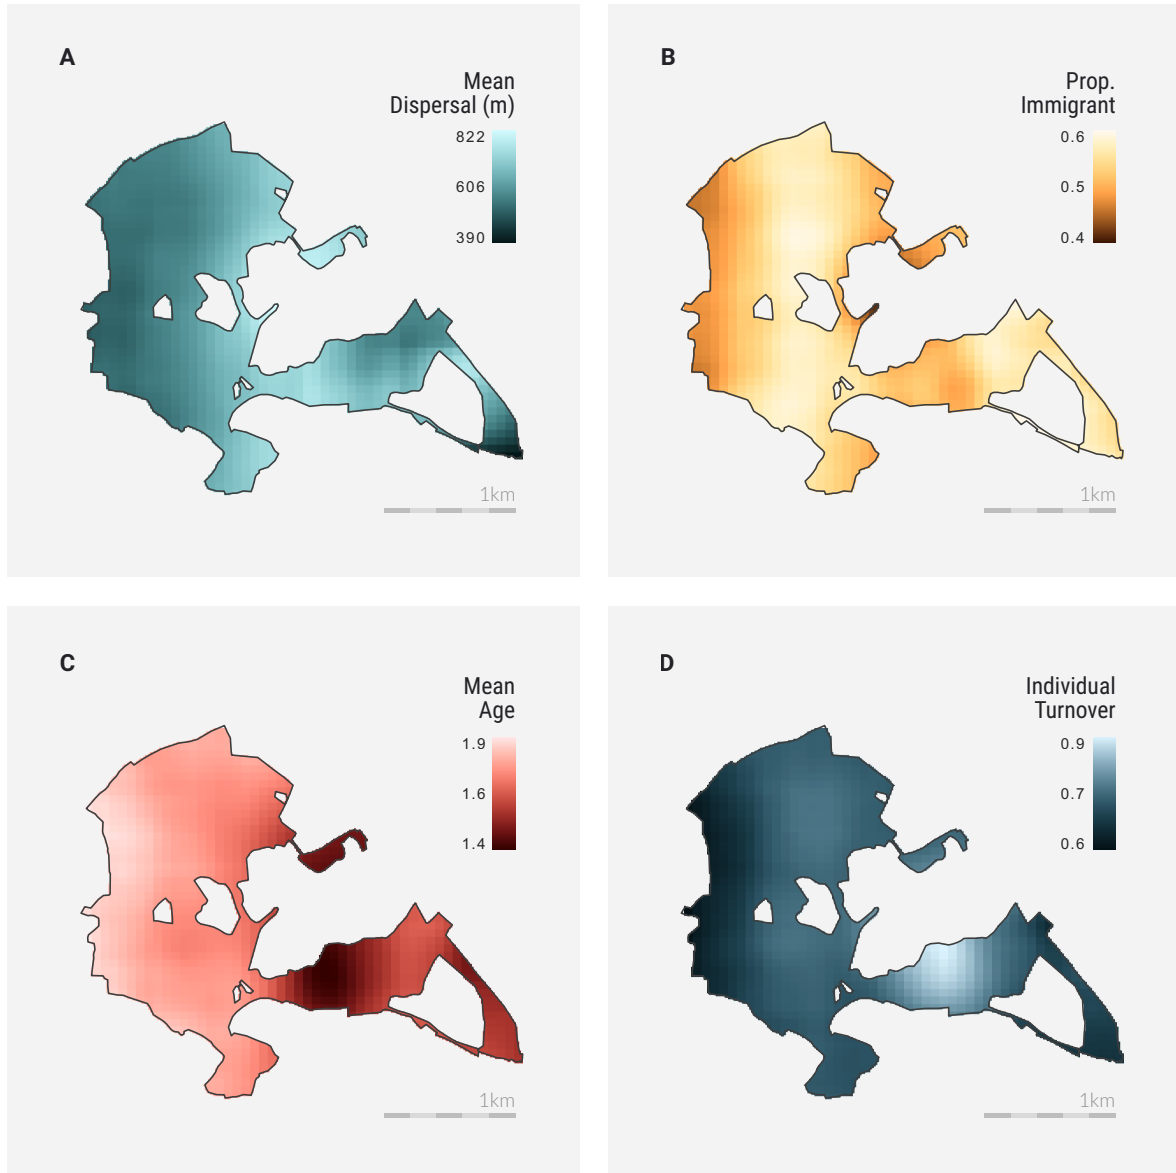 A
Mean
Dispersal (m)
822
606
390
1km
B
Prop.
Immigrant
0.6
0.5
0.4
1km
C
Mean
Age
1.9
1.6
1.4
1km
D
Individual
Turnover
0.9
0.7
0.6
1km